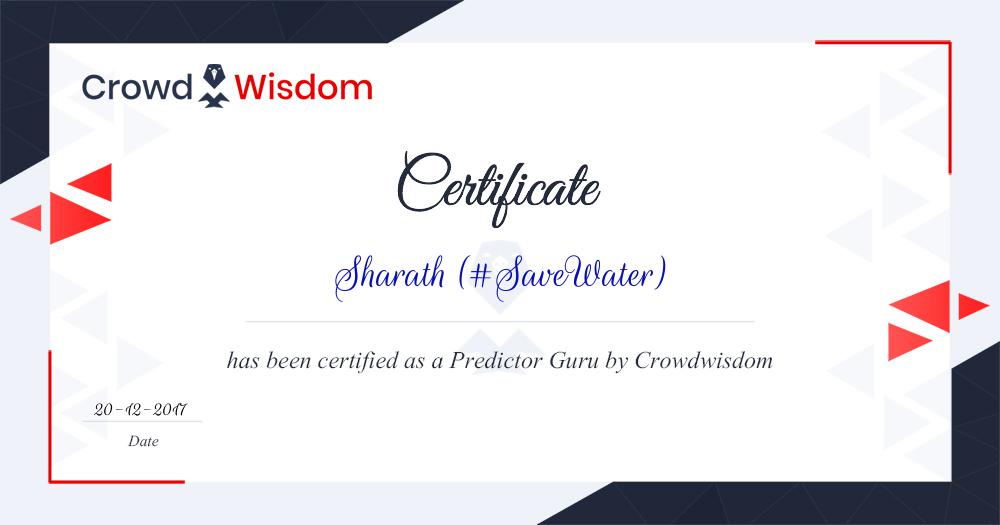 Crowd Wisdom
Certificate
Sharath (#SaveWater)
has been certified as a Predictor Guru by Crowdwisdom
20-12-2017
Date